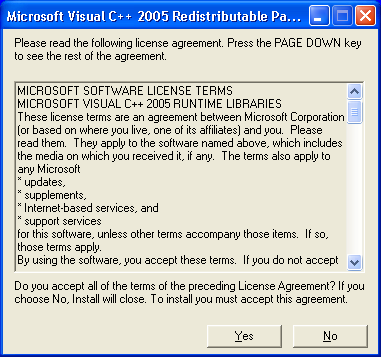 Microsoft Visual C++ 2005 Redistributable Pa...
Please read the following license agreement. Press the PAGE DOWN key
to see the rest of the agreement.
MICROSOFT SOFTWARE LICENSE TERMS
MICROSOFT VISUAL C++ 2005 RUNTIME LIBRARIES
These license terms are an agreement between Microsoft Corporation
(or based on where you live, one of its affiliates) and you.  Please
read them.  They apply to the software named above, which includes
the media on which you received it, if any.  The terms also apply to
any Microsoft
* updates,
* supplements,
* Internet-based services, and
* support services
for this software, unless other terms accompany those items.  If so,
those terms apply.
By using the software, you accept these terms.  If you do not accept
Do you accept all of the terms of the preceding License Agreement? If you
choose No, Install will close. To install you must accept this agreement.
Yes
No